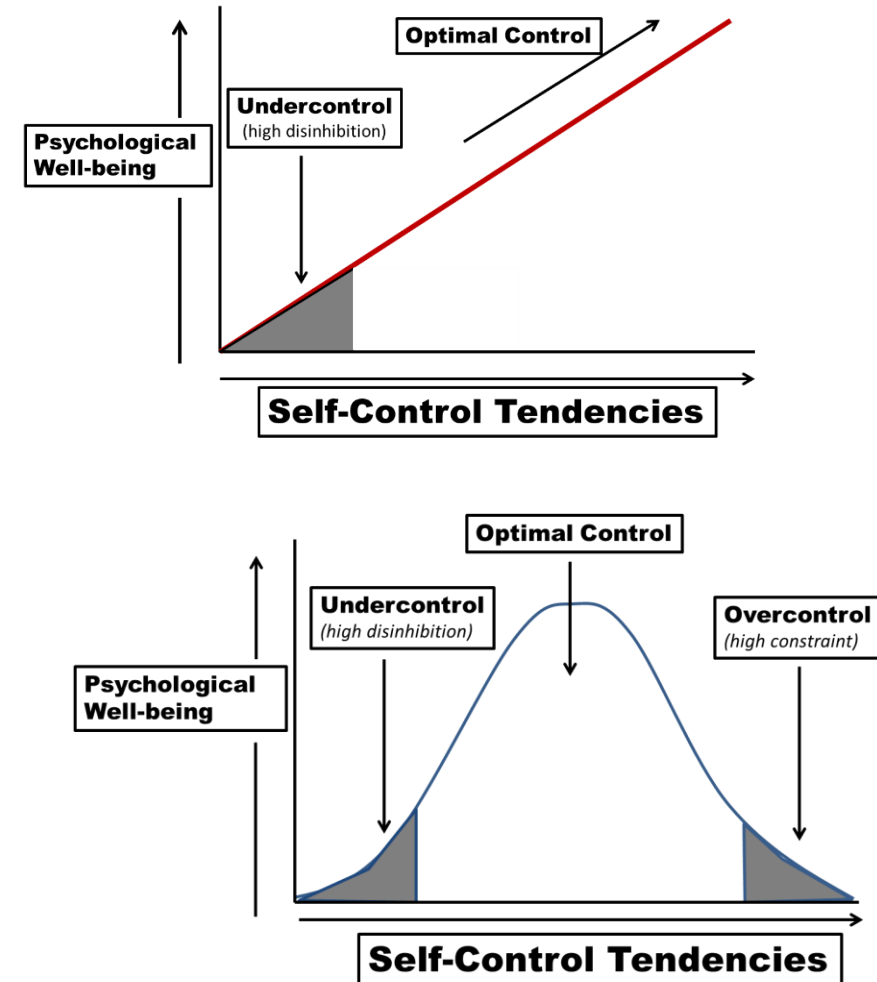 Optimal Control
Undercontrol
(high disinhibition)
Psychological
Well-being
Self-Control Tendencies
Optimal Control
Undercontrol
(high disinhibition)
Overcontrol
(high constraint)
Psychological
Well-being
Self-Control Tendencies